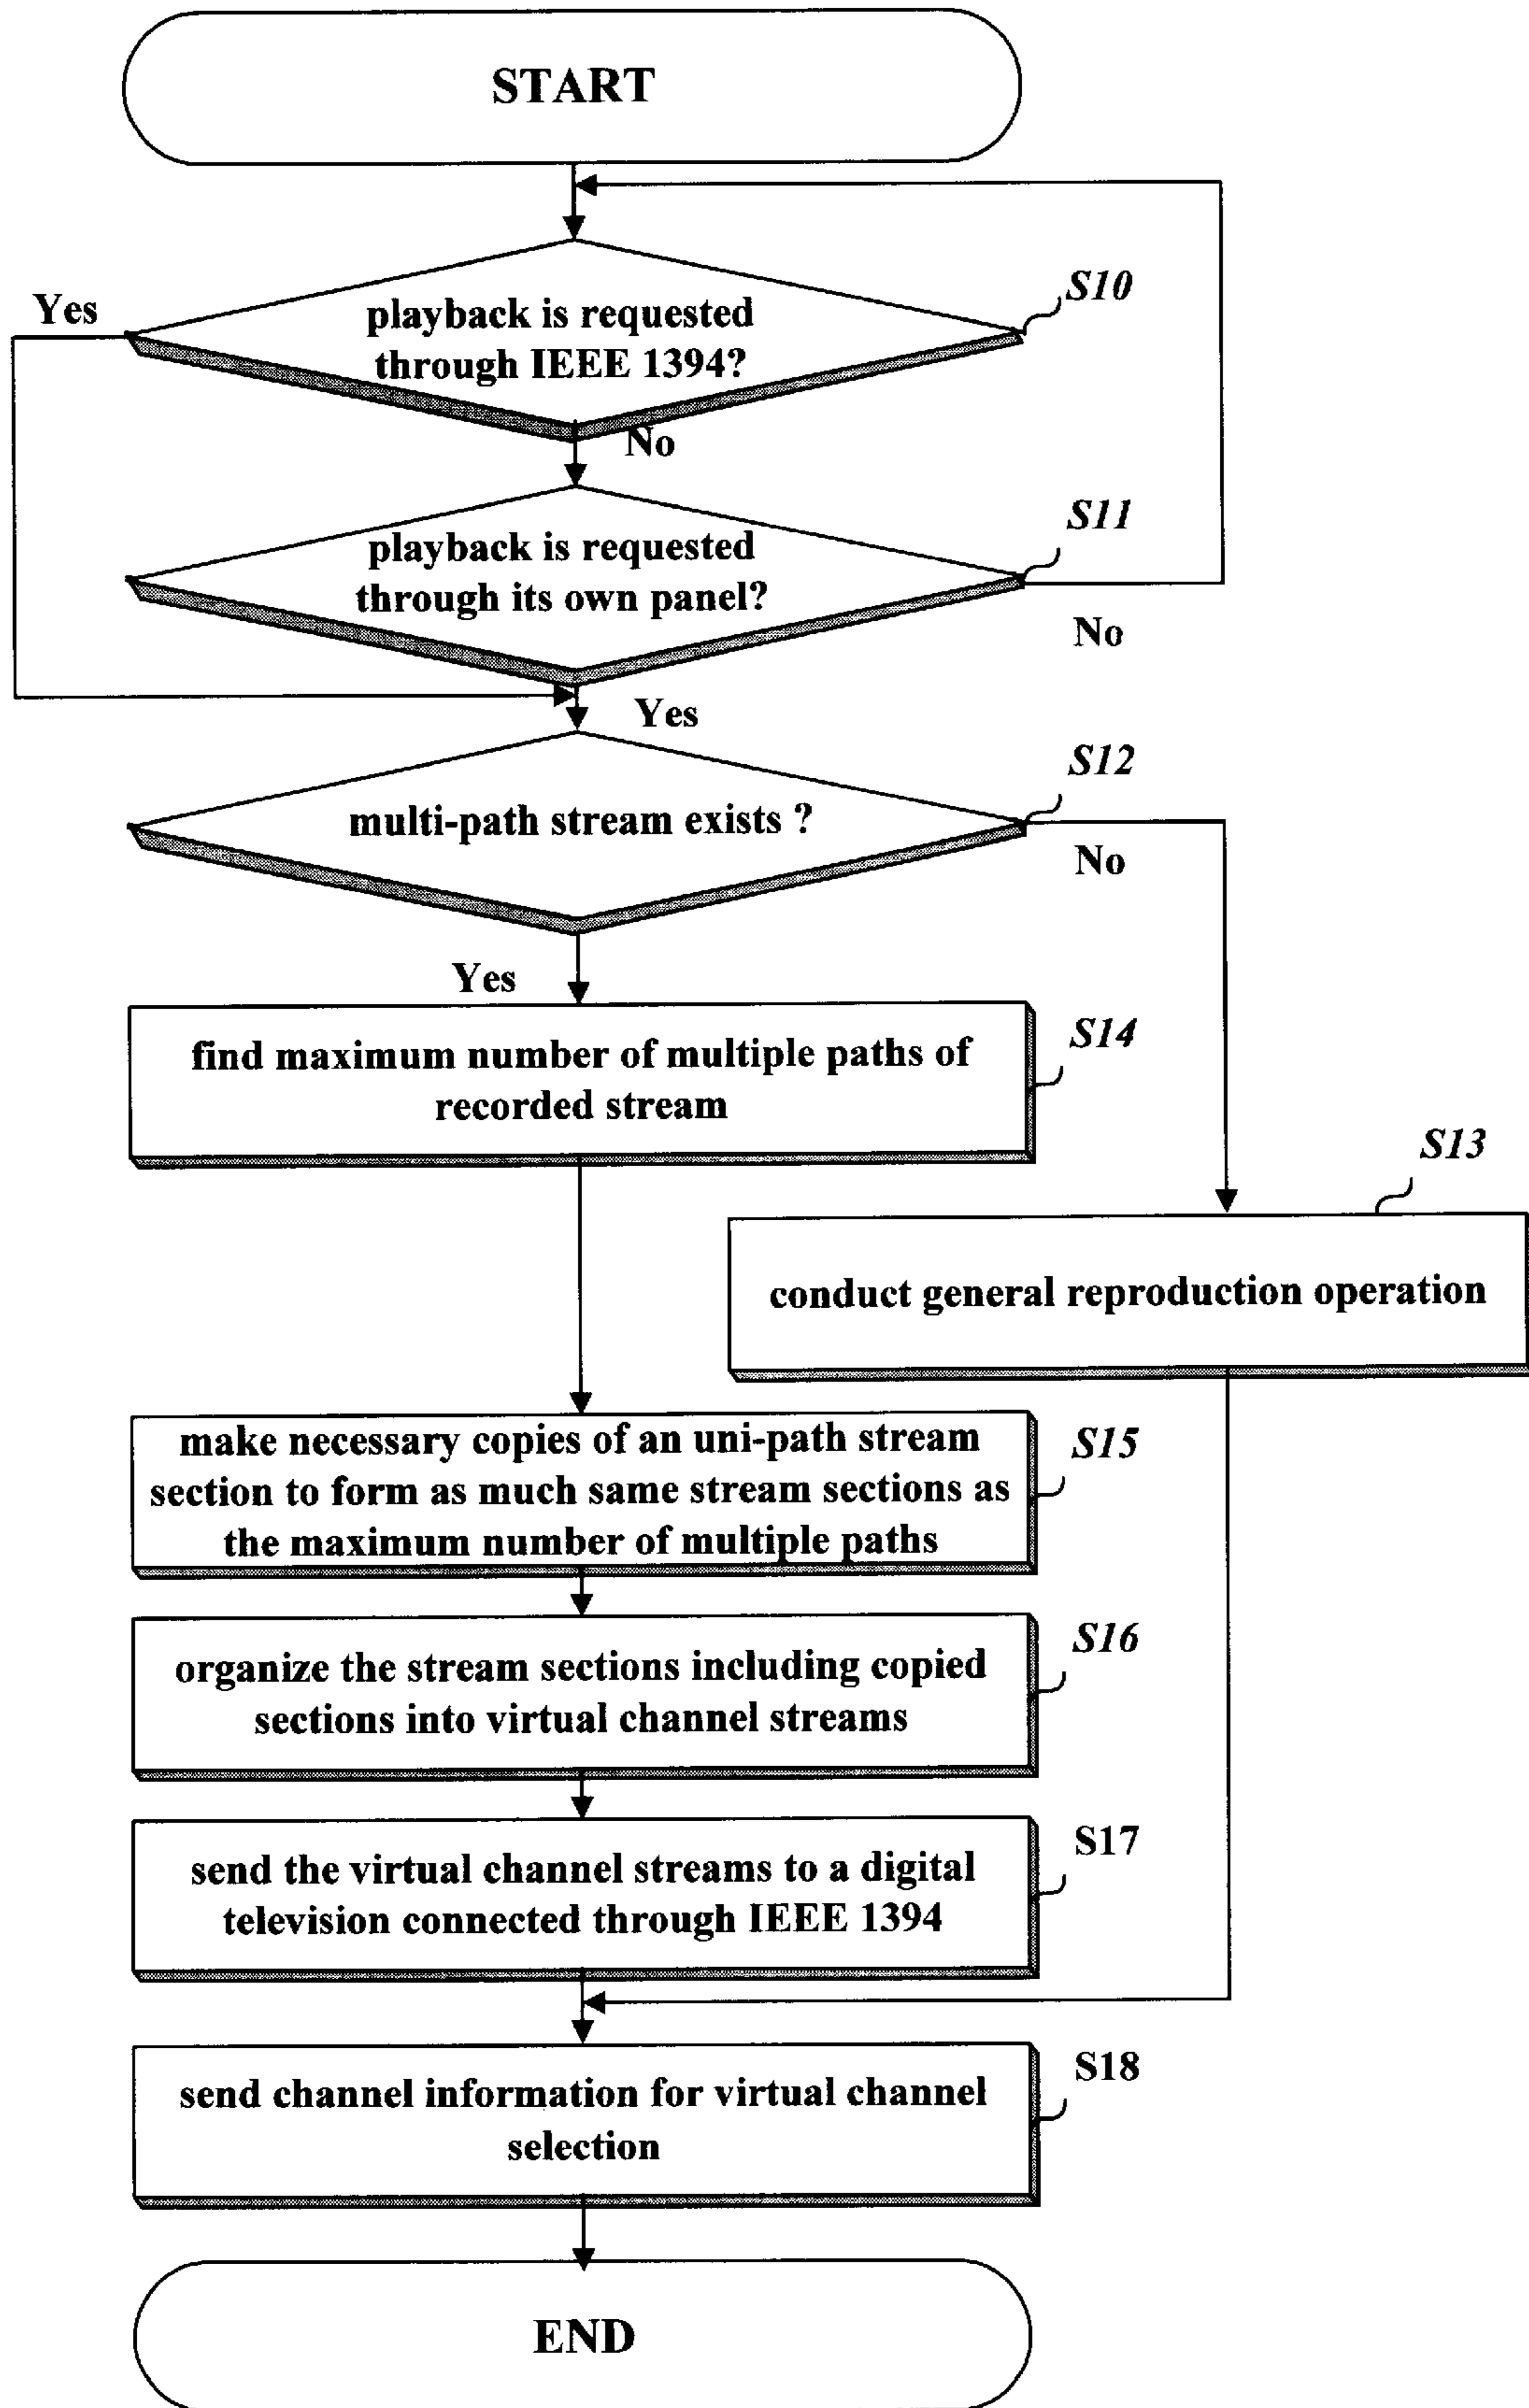 START
Yes
playback is requested
through IEEE 1394?
S10
No
playback is requested
through its own panel?
S11
No
Yes
multi-path stream exists ?
S12
No
Yes
find maximum number of multiple paths of
recorded stream
S14
S13
conduct general reproduction operation
make necessary copies of an uni-path stream
section to form as much same stream sections as
the maximum number of multiple paths
S15
organize the stream sections including copied
sections into virtual channel streams
S16
send the virtual channel streams to a digital
television connected through IEEE 1394
S17
send channel information for virtual channel
selection
S18
END